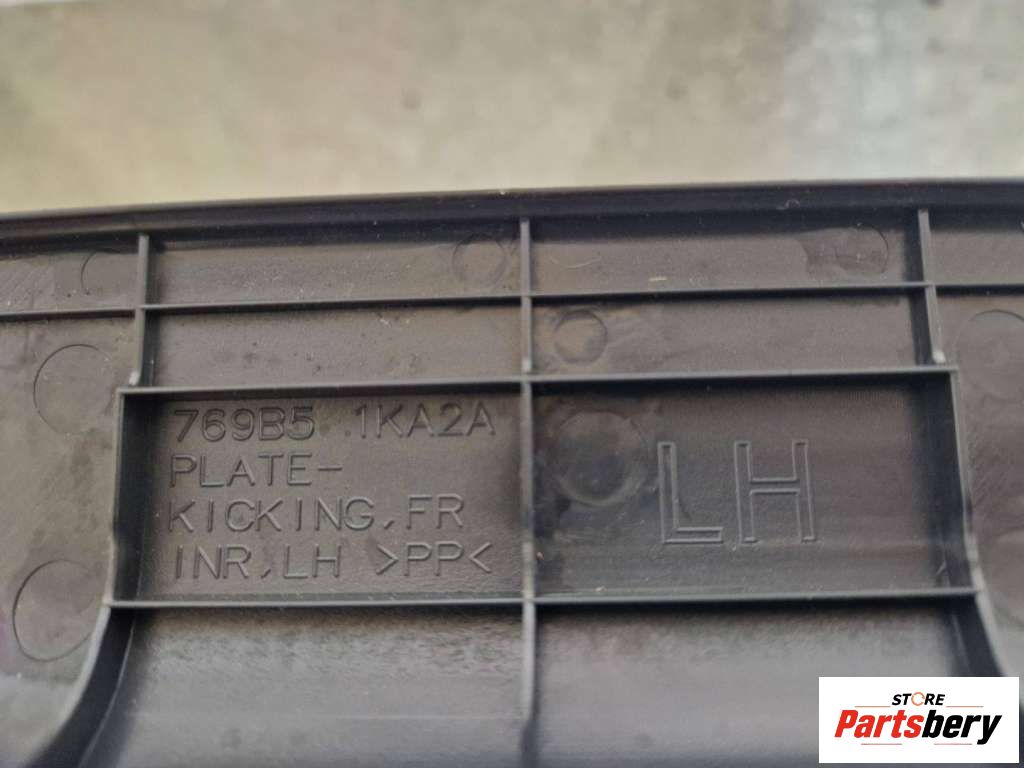 769B5 1KA2A
PLATE-
KICKING,FR
INR,LH >PP<
LH
STORE
Partsbery